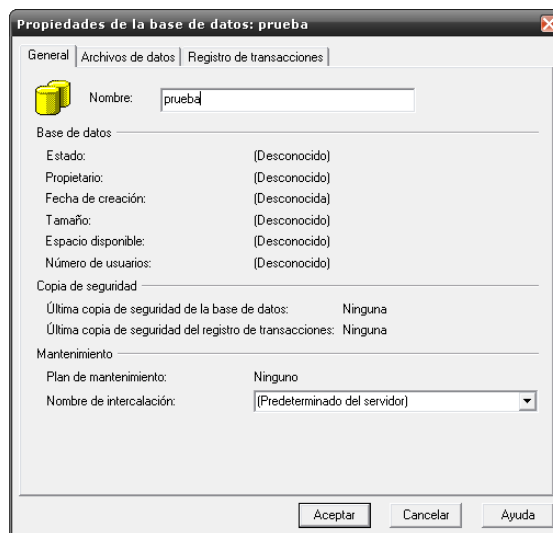 Propiedades de la base de datos: prueba
General Archivos de datos Registro de transacciones
Nombre: prueba
Base de datos
Estado: (Desconocido)
Propietario: (Desconocido)
Fecha de creación: (Desconocida)
Tamaño: (Desconocido)
Espacio disponible: (Desconocido)
Número de usuarios: (Desconocido)
Copia de seguridad
Última copia de seguridad de la base de datos: Ninguna
Última copia de seguridad del registro de transacciones: Ninguna
Mantenimiento
Plan de mantenimiento: Ninguno
Nombre de intercalación: (Predeterminado del servidor)
Aceptar Cancelar Ayuda